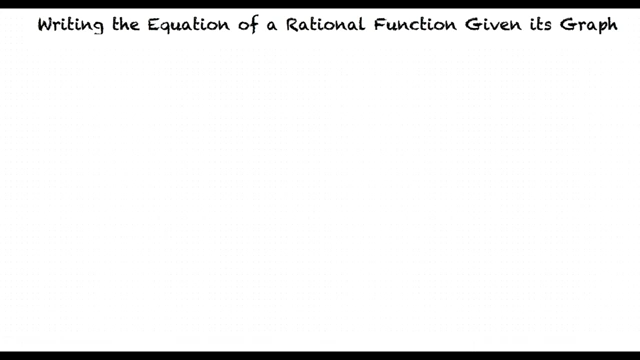 Writing the Equation of a Rational Function Given its Graph